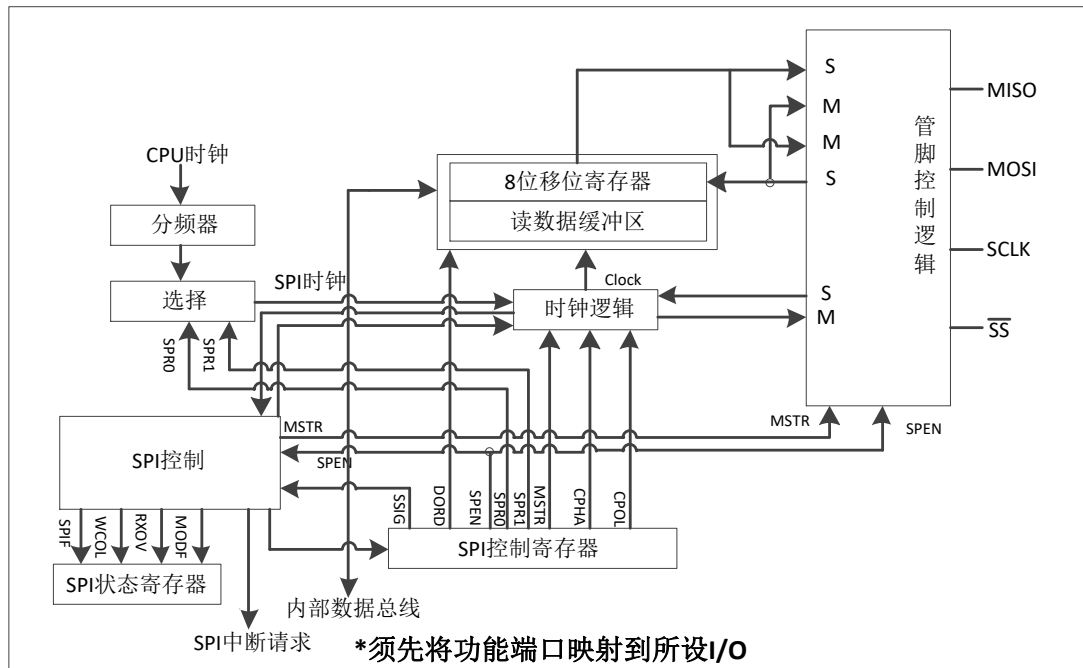 S
MISO
M
CPU时钟
M
8位移位寄存器
S
MOSI
管脚控制逻辑
分频器
读数据缓冲区
SCLK
SPI时钟
Clock
选择
时钟逻辑
S
M
SS
SPR0
SPR1
MSTR
MSTR
SPEN
SPEN
SPI控制
SSIG
DORD
SPEN
SPR0
SPR1
MSTR
CPHA
CPOL
SPIF
WCOL
RXOV
MODF
SPI控制寄存器
SPI状态寄存器
内部数据总线
SPI中断请求
*须先将功能端口映射到所设I/O